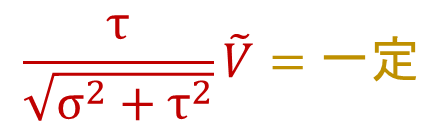 τ/√(σ² + τ²) Ṽ = 一定